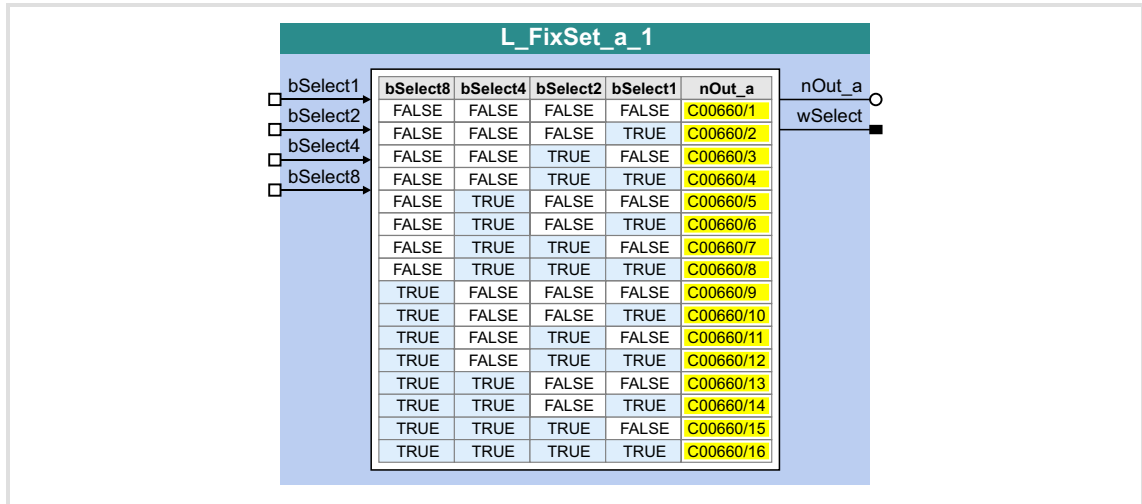 L_FixSet_a_1
bSelect1
bSelect2
bSelect4
bSelect8
bSelect8 bSelect4 bSelect2 bSelect1 nOut_a
FALSE FALSE FALSE FALSE C00660/1
FALSE FALSE FALSE TRUE C00660/2
FALSE FALSE TRUE FALSE C00660/3
FALSE FALSE TRUE TRUE C00660/4
FALSE TRUE FALSE FALSE C00660/5
FALSE TRUE FALSE TRUE C00660/6
FALSE TRUE TRUE FALSE C00660/7
FALSE TRUE TRUE TRUE C00660/8
TRUE FALSE FALSE FALSE C00660/9
TRUE FALSE FALSE TRUE C00660/10
TRUE FALSE TRUE FALSE C00660/11
TRUE FALSE TRUE TRUE C00660/12
TRUE TRUE FALSE FALSE C00660/13
TRUE TRUE FALSE TRUE C00660/14
TRUE TRUE TRUE FALSE C00660/15
TRUE TRUE TRUE TRUE C00660/16
nOut_a
wSelect